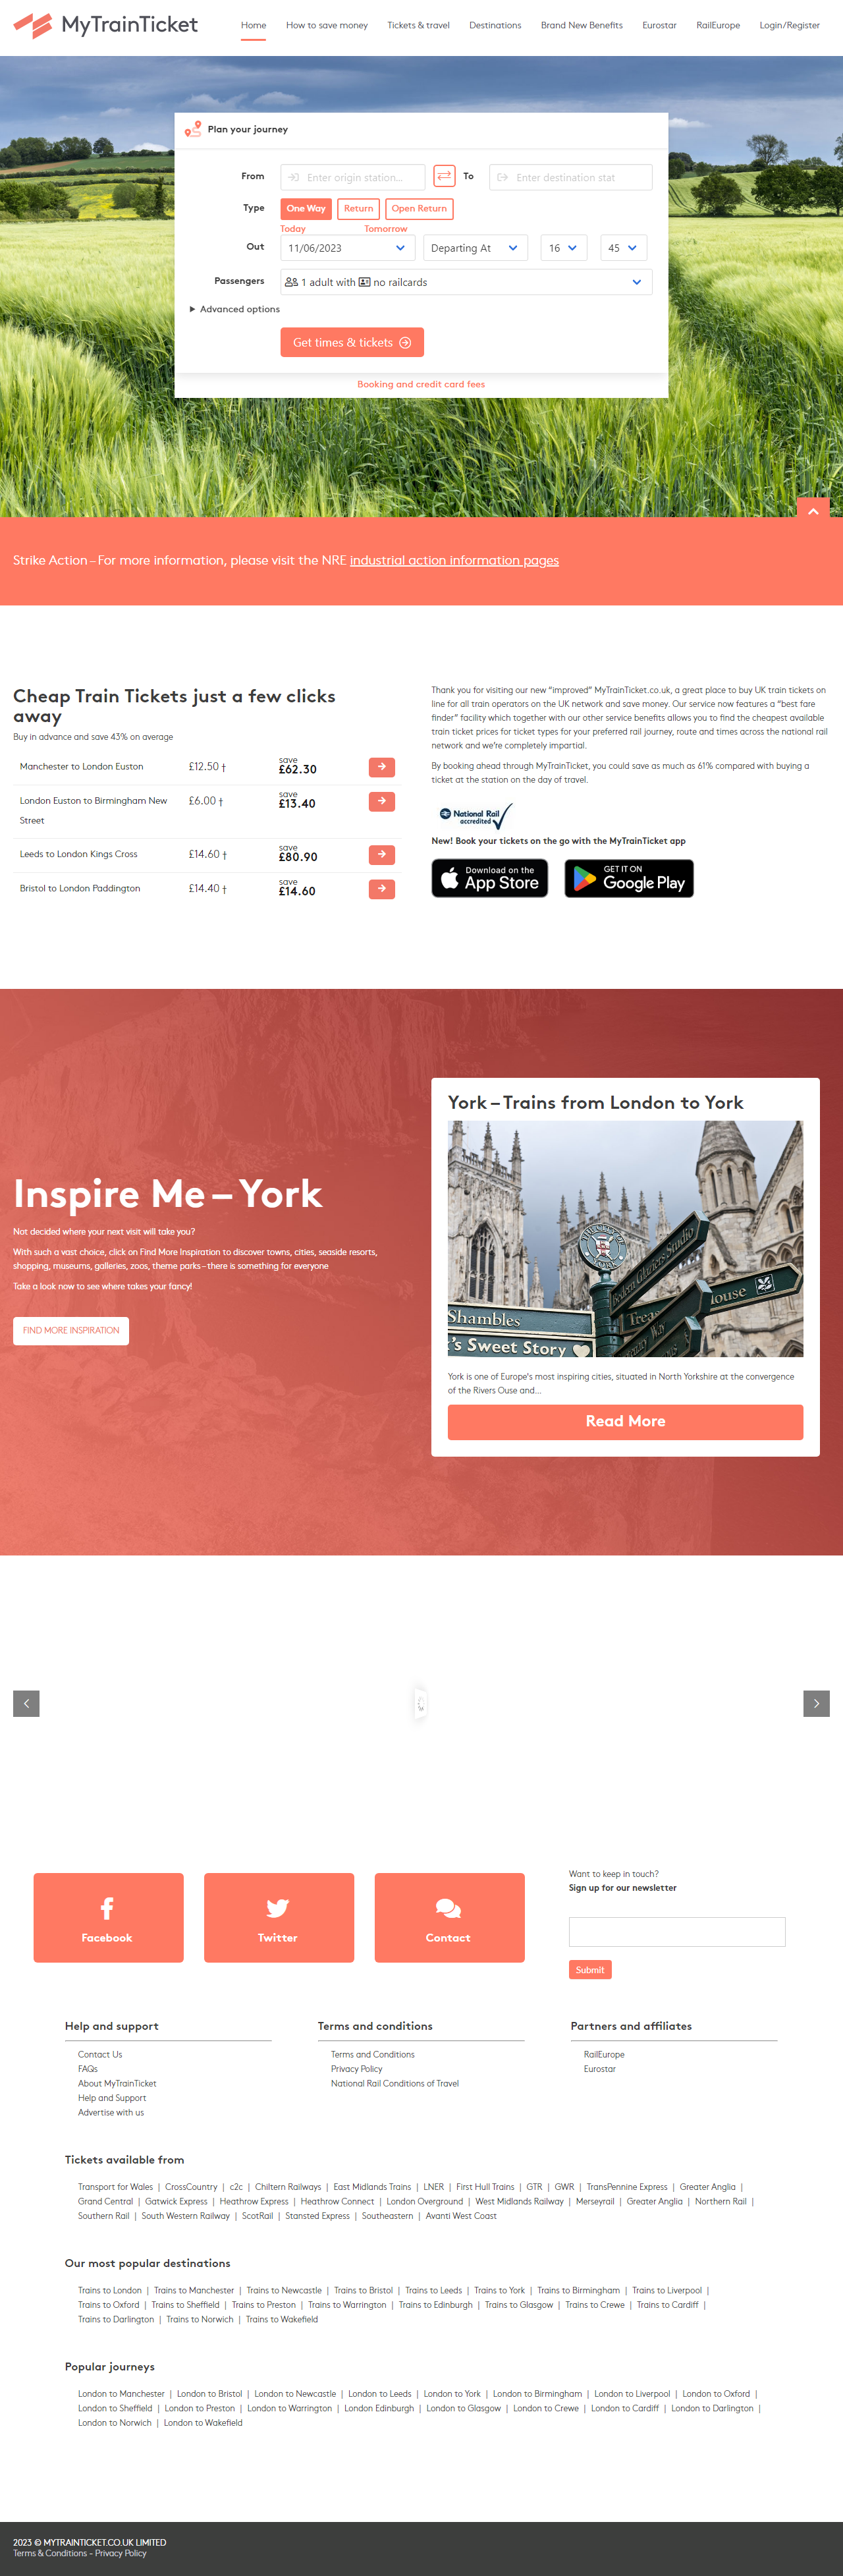 MyTrainTicket
Home
How to save money
Tickets & travel
Destinations
Brand New Benefits
Eurostar
RailEurope
Login/Register
Plan your journey
From
Enter origin station...
To
Enter destination stat
Type
One Way
Return
Open Return
Today
Tomorrow
Out
11/06/2023
Departing At
16
45
Passengers
1 adult with no railcards
Advanced options
Get times & tickets
Booking and credit card fees
Strike Action – For more information, please visit the NRE industrial action information pages
Cheap Train Tickets just a few clicks
away
Buy in advance and save 43% on average
Manchester to London Euston
£12.50 †
save
£62.30
London Euston to Birmingham New
Street
£6.00 †
save
£13.40
Leeds to London Kings Cross
£14.60 †
save
£80.90
Bristol to London Paddington
£14.40 †
save
£14.60
Thank you for visiting our new "improved" MyTrainTicket.co.uk, a great place to buy UK train tickets on
line for all train operators on the UK network and save money. Our service now features a "best fare
finder" facility which together with our other service benefits allows you to find the cheapest available
train ticket prices for ticket types for your preferred rail journey, route and times across the national rail
network and we're completely impartial.
By booking ahead through MyTrainTicket, you could save as much as 61% compared with buying a
ticket at the station on the day of travel.
National Rail
accredited
New! Book your tickets on the go with the MyTrainTicket app
Download on the
App Store
GET IT ON
Google Play
Inspire Me – York
Not decided where your next visit will take you?
With such a vast choice, click on Find More Inspiration to discover towns, cities, seaside resorts,
shopping, museums, galleries, zoos, theme parks – there is something for everyone
Take a look now to see where takes your fancy!
FIND MORE INSPIRATION
York – Trains from London to York
Shambles
's Sweet Story
House
Treasury
Way
York is one of Europe's most inspiring cities, situated in North Yorkshire at the convergence
of the Rivers Ouse and...
Read More
Facebook
Twitter
Contact
Want to keep in touch?
Sign up for our newsletter
Submit
Help and support
Contact Us
FAQs
About MyTrainTicket
Help and Support
Advertise with us
Terms and conditions
Terms and Conditions
Privacy Policy
National Rail Conditions of Travel
Partners and affiliates
RailEurope
Eurostar
Tickets available from
Transport for Wales | CrossCountry | c2c | Chiltern Railways | East Midlands Trains | LNER | First Hull Trains | GTR | GWR | TransPennine Express | Greater Anglia |
Grand Central | Gatwick Express | Heathrow Express | Heathrow Connect | London Overground | West Midlands Railway | Merseyrail | Greater Anglia | Northern Rail |
Southern Rail | South Western Railway | ScotRail | Stansted Express | Southeastern | Avanti West Coast
Our most popular destinations
Trains to London | Trains to Manchester | Trains to Newcastle | Trains to Bristol | Trains to Leeds | Trains to York | Trains to Birmingham | Trains to Liverpool |
Trains to Oxford | Trains to Sheffield | Trains to Preston | Trains to Warrington | Trains to Edinburgh | Trains to Glasgow | Trains to Crewe | Trains to Cardiff |
Trains to Darlington | Trains to Norwich | Trains to Wakefield
Popular journeys
London to Manchester | London to Bristol | London to Newcastle | London to Leeds | London to York | London to Birmingham | London to Liverpool | London to Oxford |
London to Sheffield | London to Preston | London to Warrington | London Edinburgh | London to Glasgow | London to Crewe | London to Cardiff | London to Darlington |
London to Norwich | London to Wakefield
2023 © MYTRAINTICKET.CO.UK LIMITED
Terms & Conditions - Privacy Policy